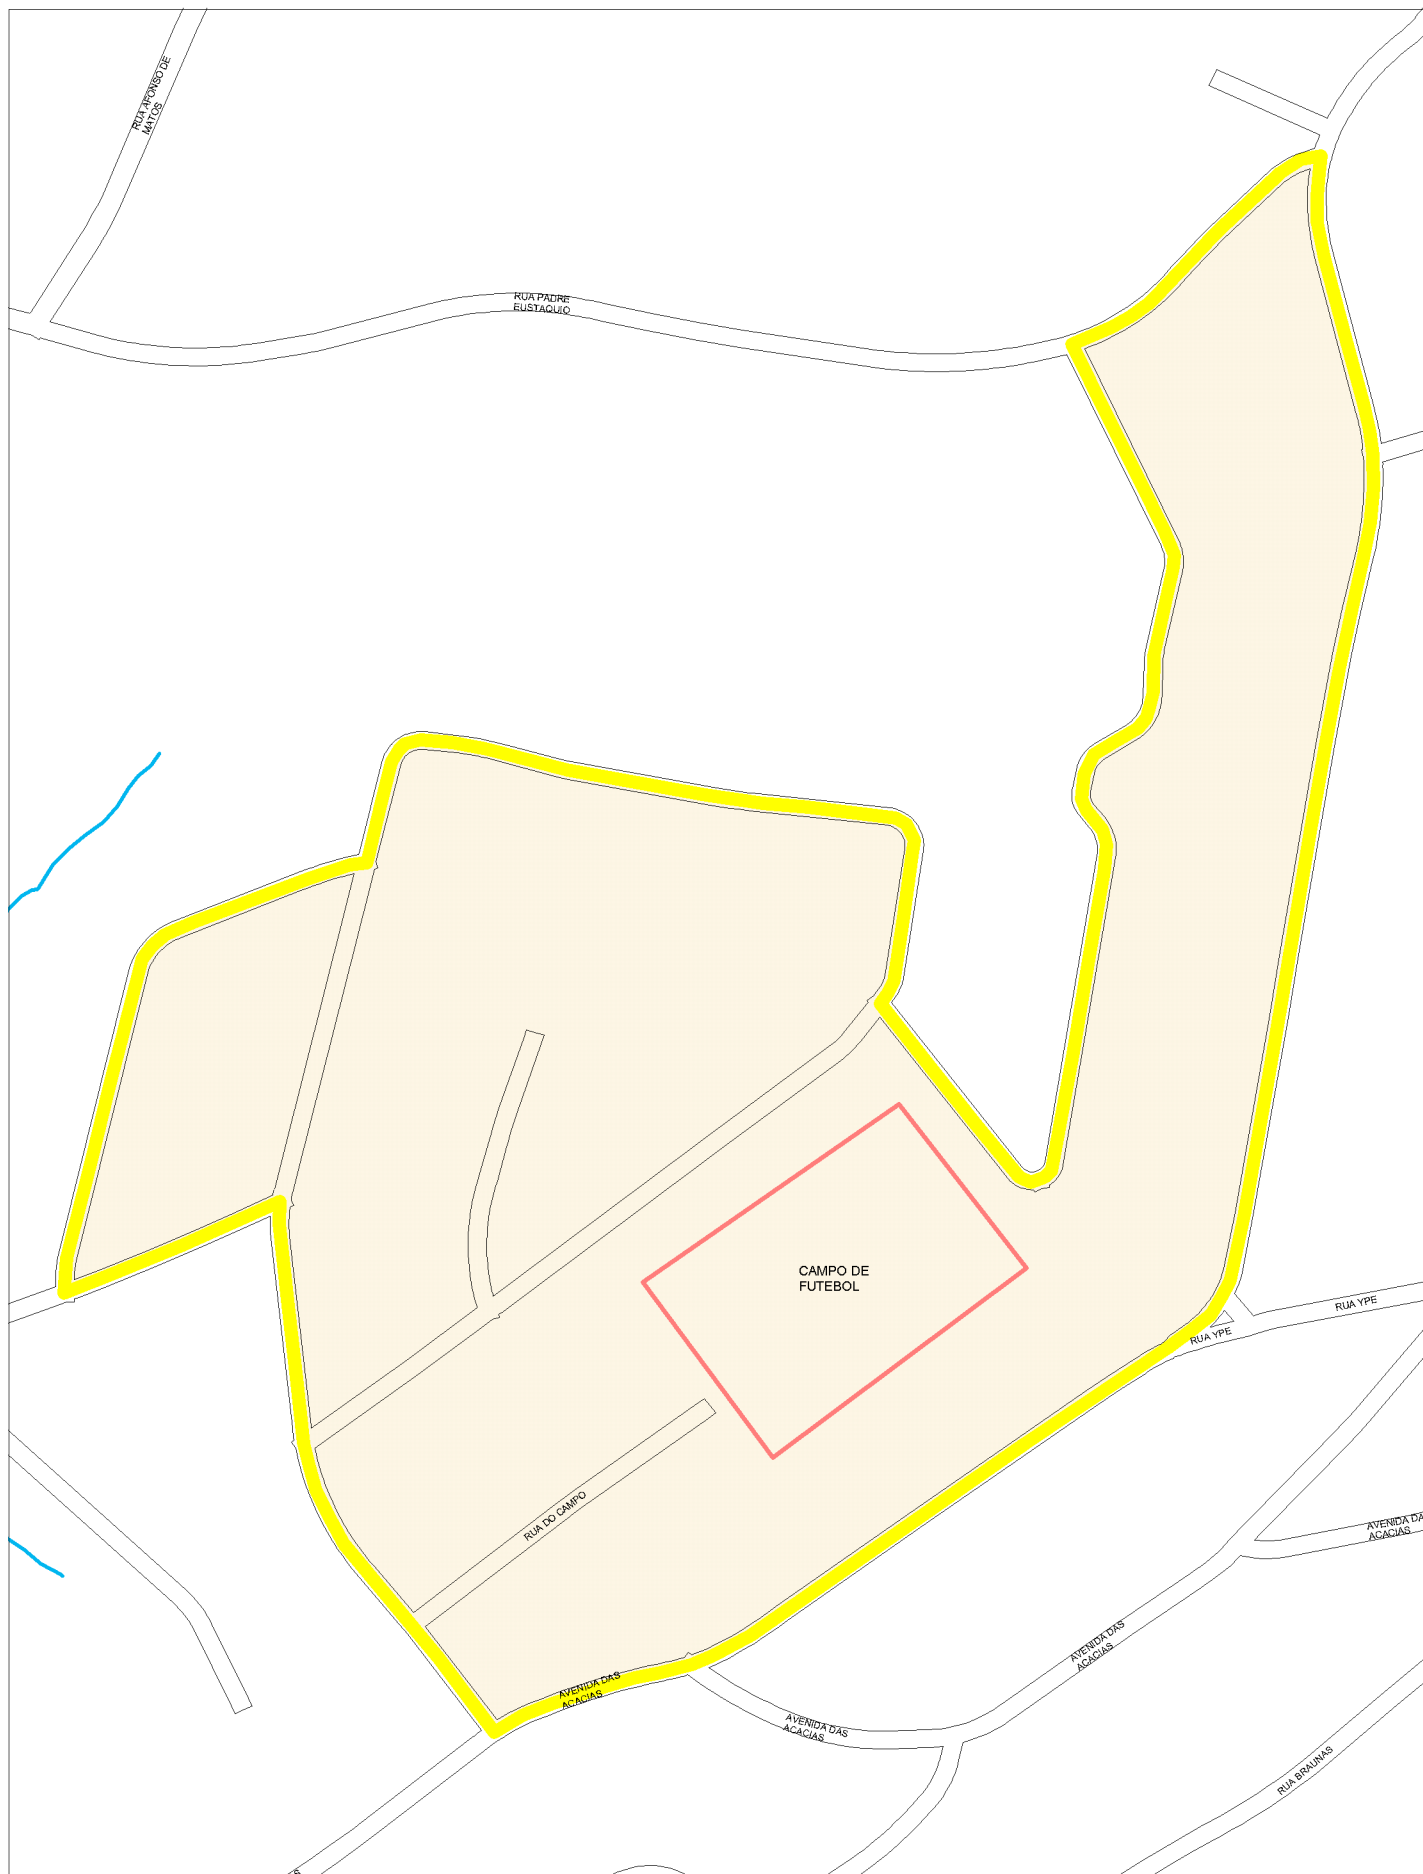 RUA AFONSO DE
MATOS
RUA PADRE
EUSTAQUIO
CAMPO DE
FUTEBOL
RUA YPE
RUA YPE
RUA DO CAMPO
AVENIDA DAS
ACACIAS
AVENIDA DAS
ACACIAS
AVENIDA DAS
ACACIAS
AVENIDA DA
ACACIAS
RUA BRAUNAS
S